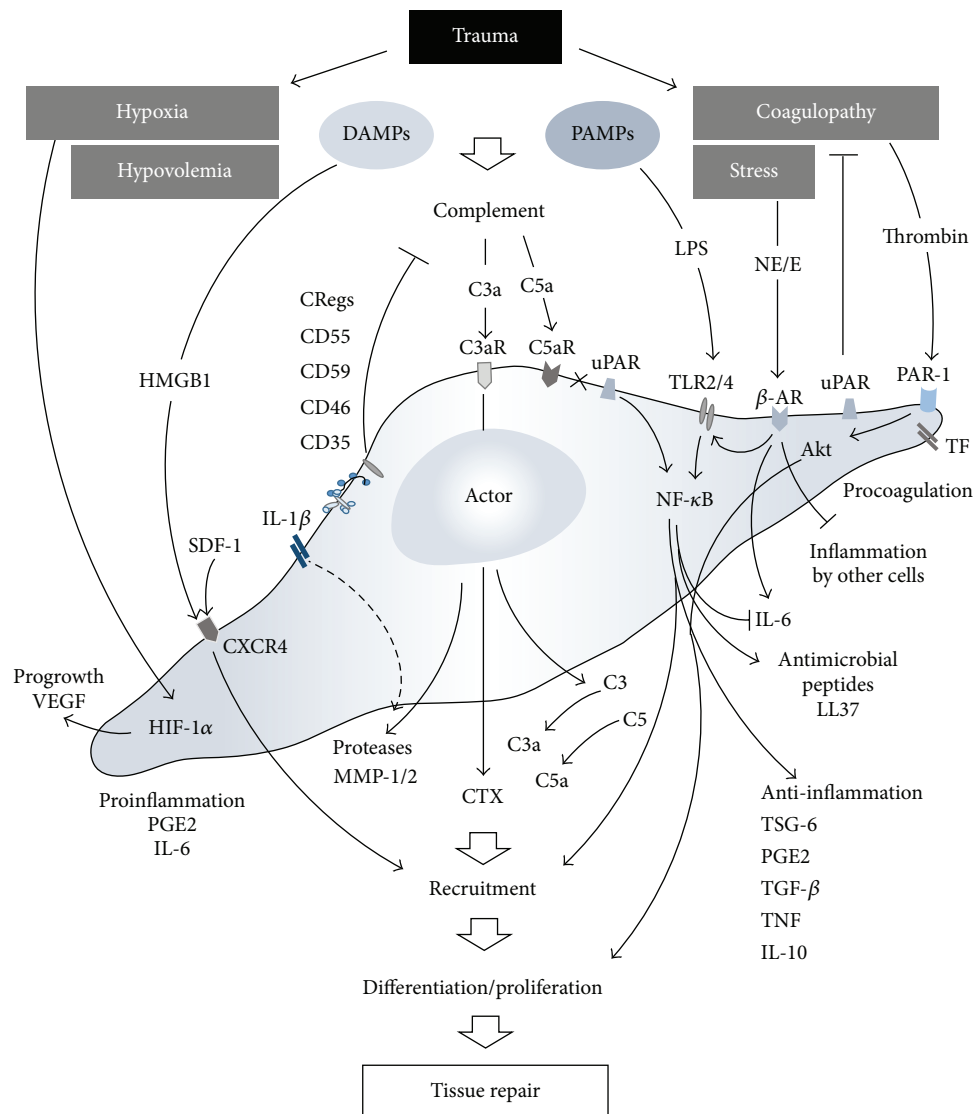 Trauma
Hypoxia
Hypovolemia
DAMPs
PAMPs
Coagulopathy
Stress
Complement
LPS
NE/E
Thrombin
C3a
C5a
CRegs
CD55
CD59
CD46
CD35
C3aR
C5aR
uPAR
TLR2/4
β-AR
uPAR
PAR-1
HMGB1
Akt
TF
Actor
NF-κB
Procoagulation
IL-1β
SDF-1
Inflammation
by other cells
IL-6
CXCR4
Antimicrobial
peptides
LL37
Progrowth
VEGF
HIF-1α
C3
C5
C3a
C5a
Proteases
MMP-1/2
CTX
Proinflammation
PGE2
IL-6
Anti-inflammation
TSG-6
PGE2
TGF-β
TNF
IL-10
Recruitment
Differentiation/proliferation
Tissue repair